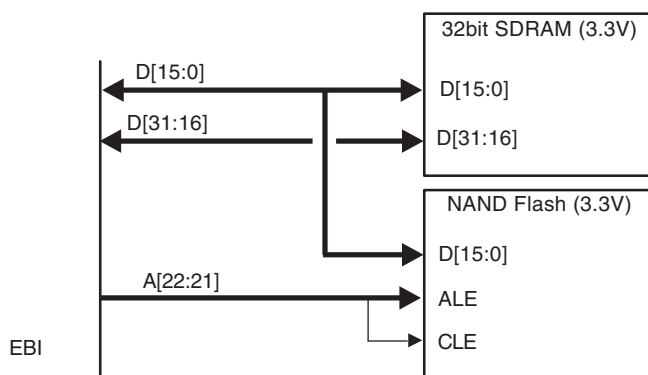 32bit SDRAM (3.3V)
D[15:0]
D[15:0]
D[31:16]
D[31:16]
NAND Flash (3.3V)
D[15:0]
A[22:21]
ALE
EBI
CLE